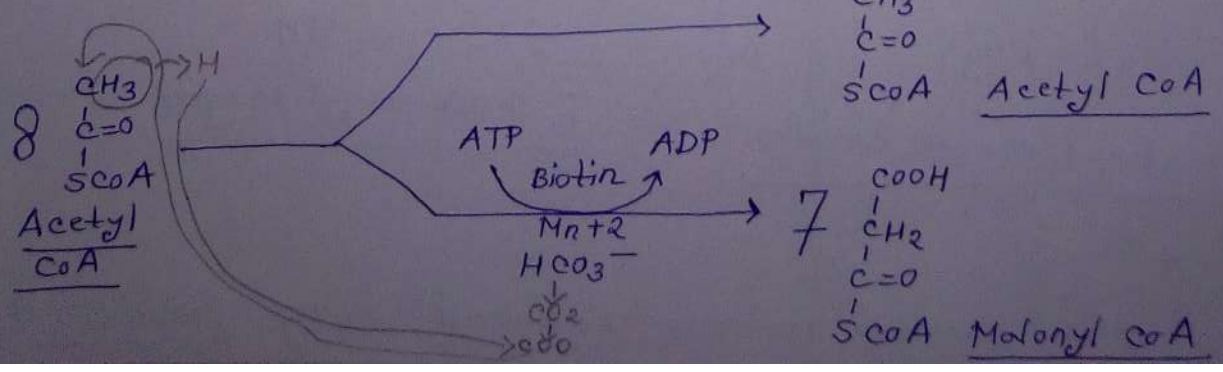 8
CH3
C=O
SCOA
Acetyl
CoA
H
CH3
C=O
SCOA
Acetyl CoA
ATP
ADP
Biotin
Mn+2
HCO3−
CO2
COO
7
COOH
CH2
C=O
SCOA
Malonyl COA